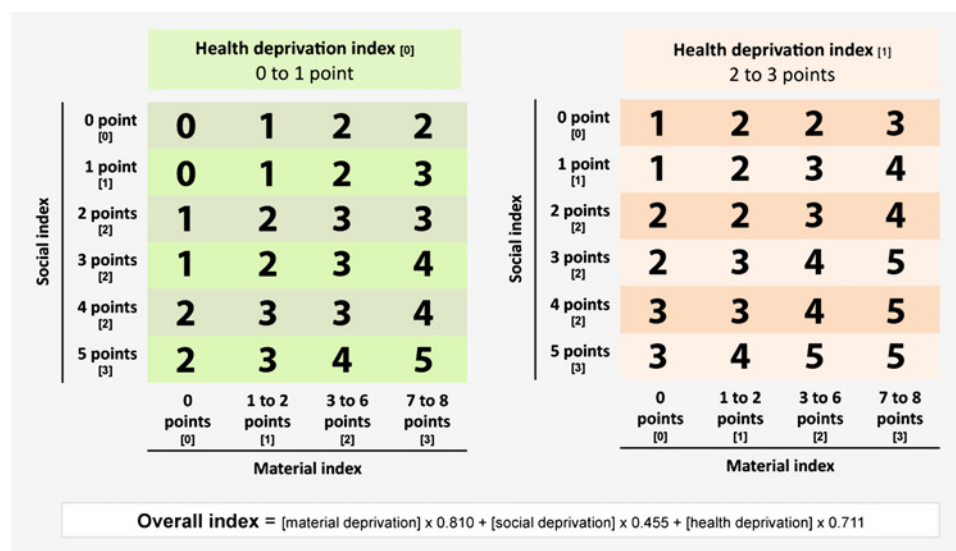 Health deprivation index [0]
0 to 1 point
Social index
0 point
[0]
0 1 2 2
1 point
[1]
0 1 2 3
2 points
[2]
1 2 3 3
3 points
[2]
1 2 3 4
4 points
[2]
2 3 3 4
5 points
[3]
2 3 4 5
0 1 to 2 3 to 6 7 to 8
points points points points
[0] [1] [2] [3]
Material index
Health deprivation index [1]
2 to 3 points
Social index
0 point
[0]
1 2 2 3
1 point
[1]
1 2 3 4
2 points
[2]
2 2 3 4
3 points
[2]
2 3 4 5
4 points
[2]
3 3 4 5
5 points
[3]
3 4 5 5
0 1 to 2 3 to 6 7 to 8
points points points points
[0] [1] [2] [3]
Material index
Overall index = [material deprivation] x 0.810 + [social deprivation] x 0.455 + [health deprivation] x 0.711